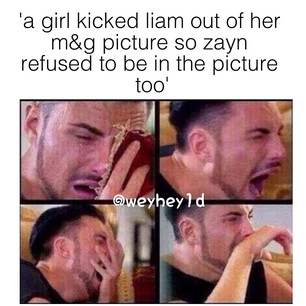 'a girl kicked liam out of her
m&g picture so zayn
refused to be in the picture
too'
@weyhey1d